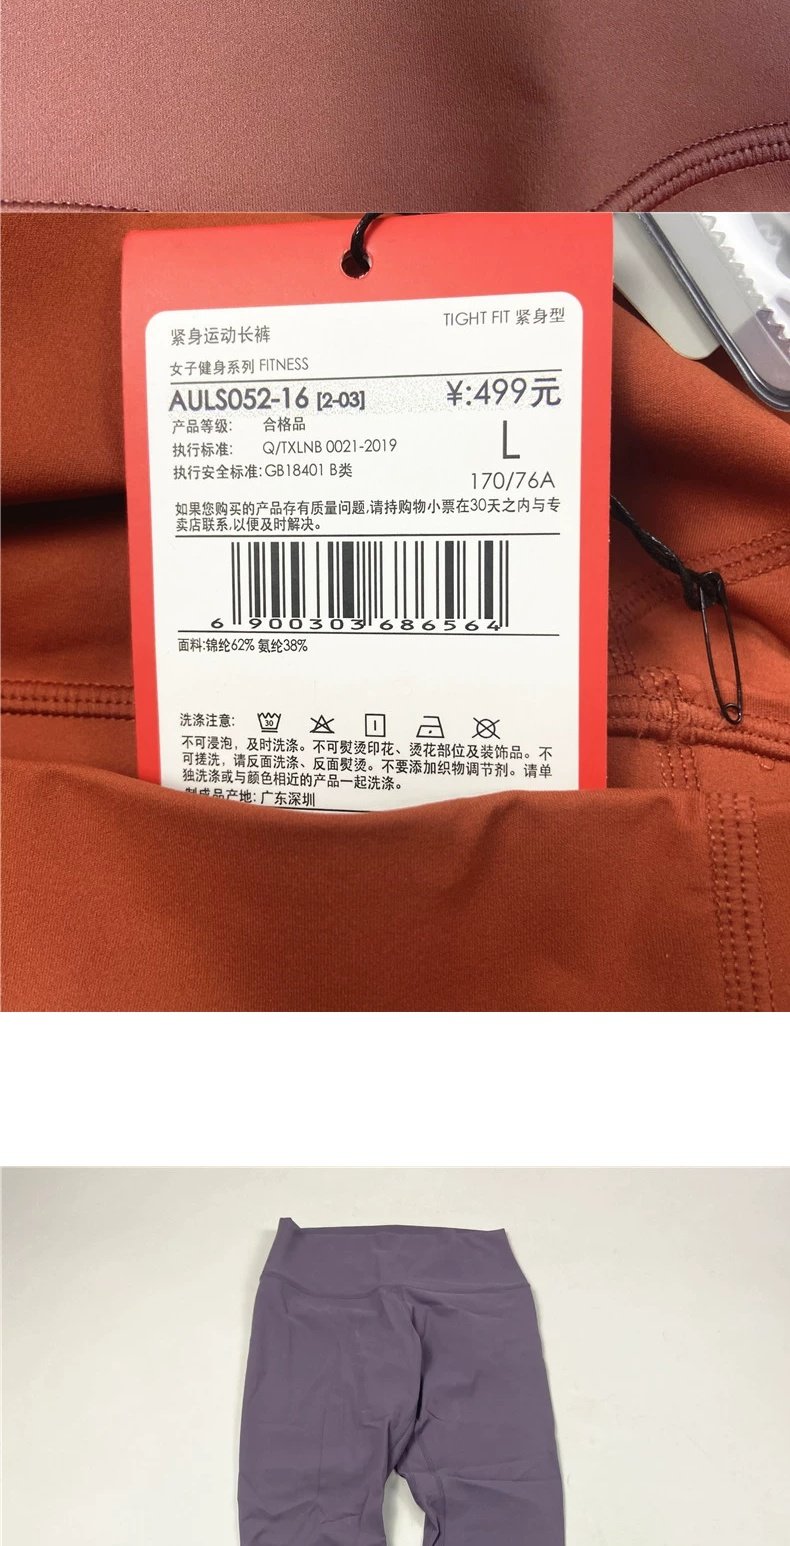 紧身运动长裤
TIGHT FIT 紧身型
女子健身系列 FITNESS
AULS052-16 [2-03] ¥:499元
产品等级: 合格品
执行标准: Q/TXLNB 0021-2019
L
执行安全标准:GB18401 B类
170/76A
如果您购买的产品存有质量问题,请持购物小票在30天之内与专
卖店联系,以便及时解决。
6 900303 686564
面料:锦纶62% 氨纶38%
洗涤注意: 30
不可浸泡，及时洗涤。不可熨烫印花、烫花部位及装饰品。不
可搓洗，请反面洗涤、反面熨烫。不要添加织物调节剂。请单
独洗涤或与颜色相近的产品一起洗涤。
制成品产地: 广东深圳